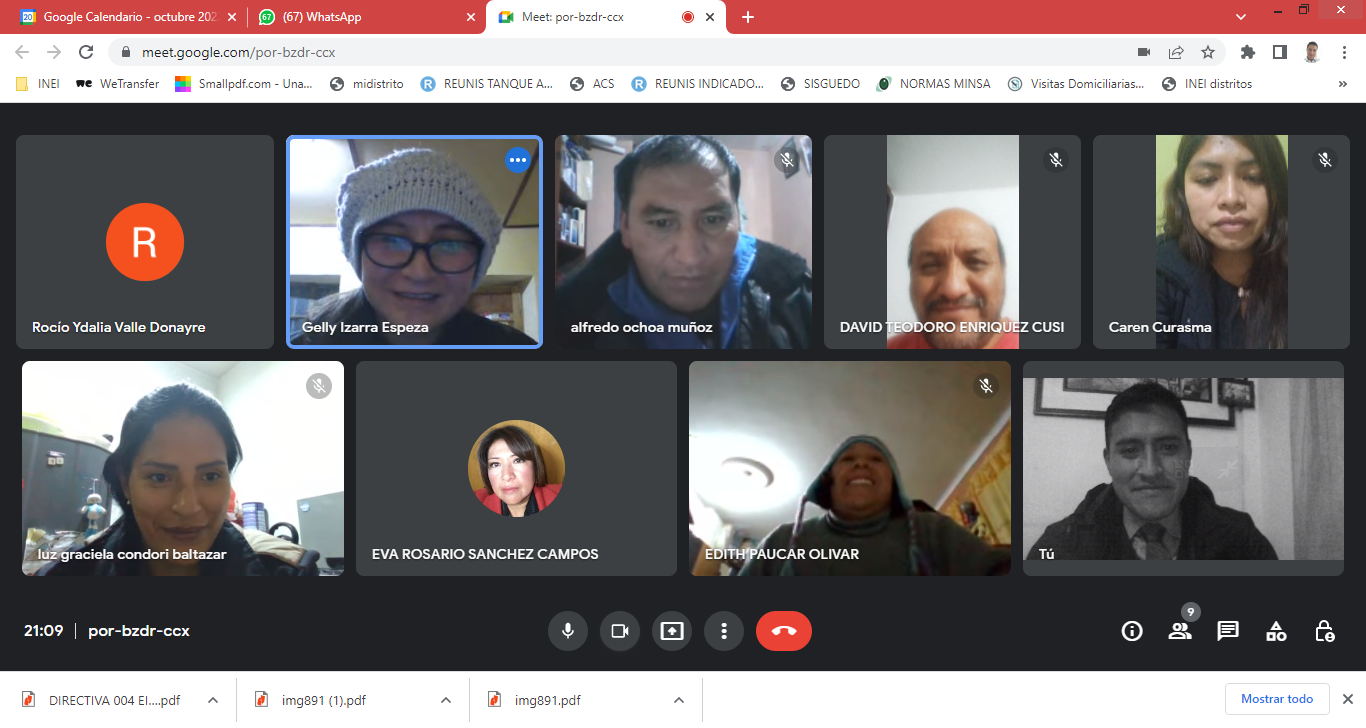 Google Calendario - octubre 202
(67) WhatsApp
Meet: por-bzdr-ccx
meet.google.com/por-bzdr-ccx
INEI
WeTransfer
Smallpdf.com - Una...
midistrito
REUNIS TANQUE A...
ACS
REUNIS INDICADO...
SISGUEDO
NORMAS MINSA
Visitas Domiciliarias...
INEI distritos
R
Rocío Ydalia Valle Donayre
Gelly Izarra Espeza
alfredo ochoa muñoz
DAVID TEODORO ENRIQUEZ CUSI
Caren Curasma
luz graciela condori baltazar
EVA ROSARIO SANCHEZ CAMPOS
EDITH PAUCAR OLIVAR
Tú
21:09 | por-bzdr-ccx
9
DIRECTIVA 004 EI....pdf
img891 (1).pdf
img891.pdf
Mostrar todo